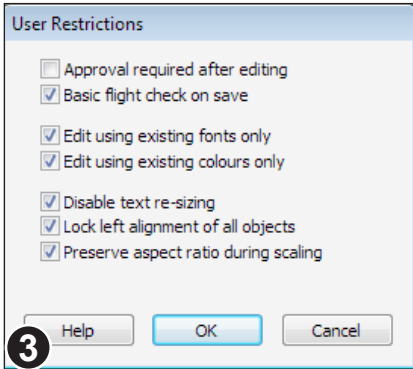 User Restrictions
Approval required after editing
Basic flight check on save
Edit using existing fonts only
Edit using existing colours only
Disable text re-sizing
Lock left alignment of all objects
Preserve aspect ratio during scaling
Help OK Cancel
3